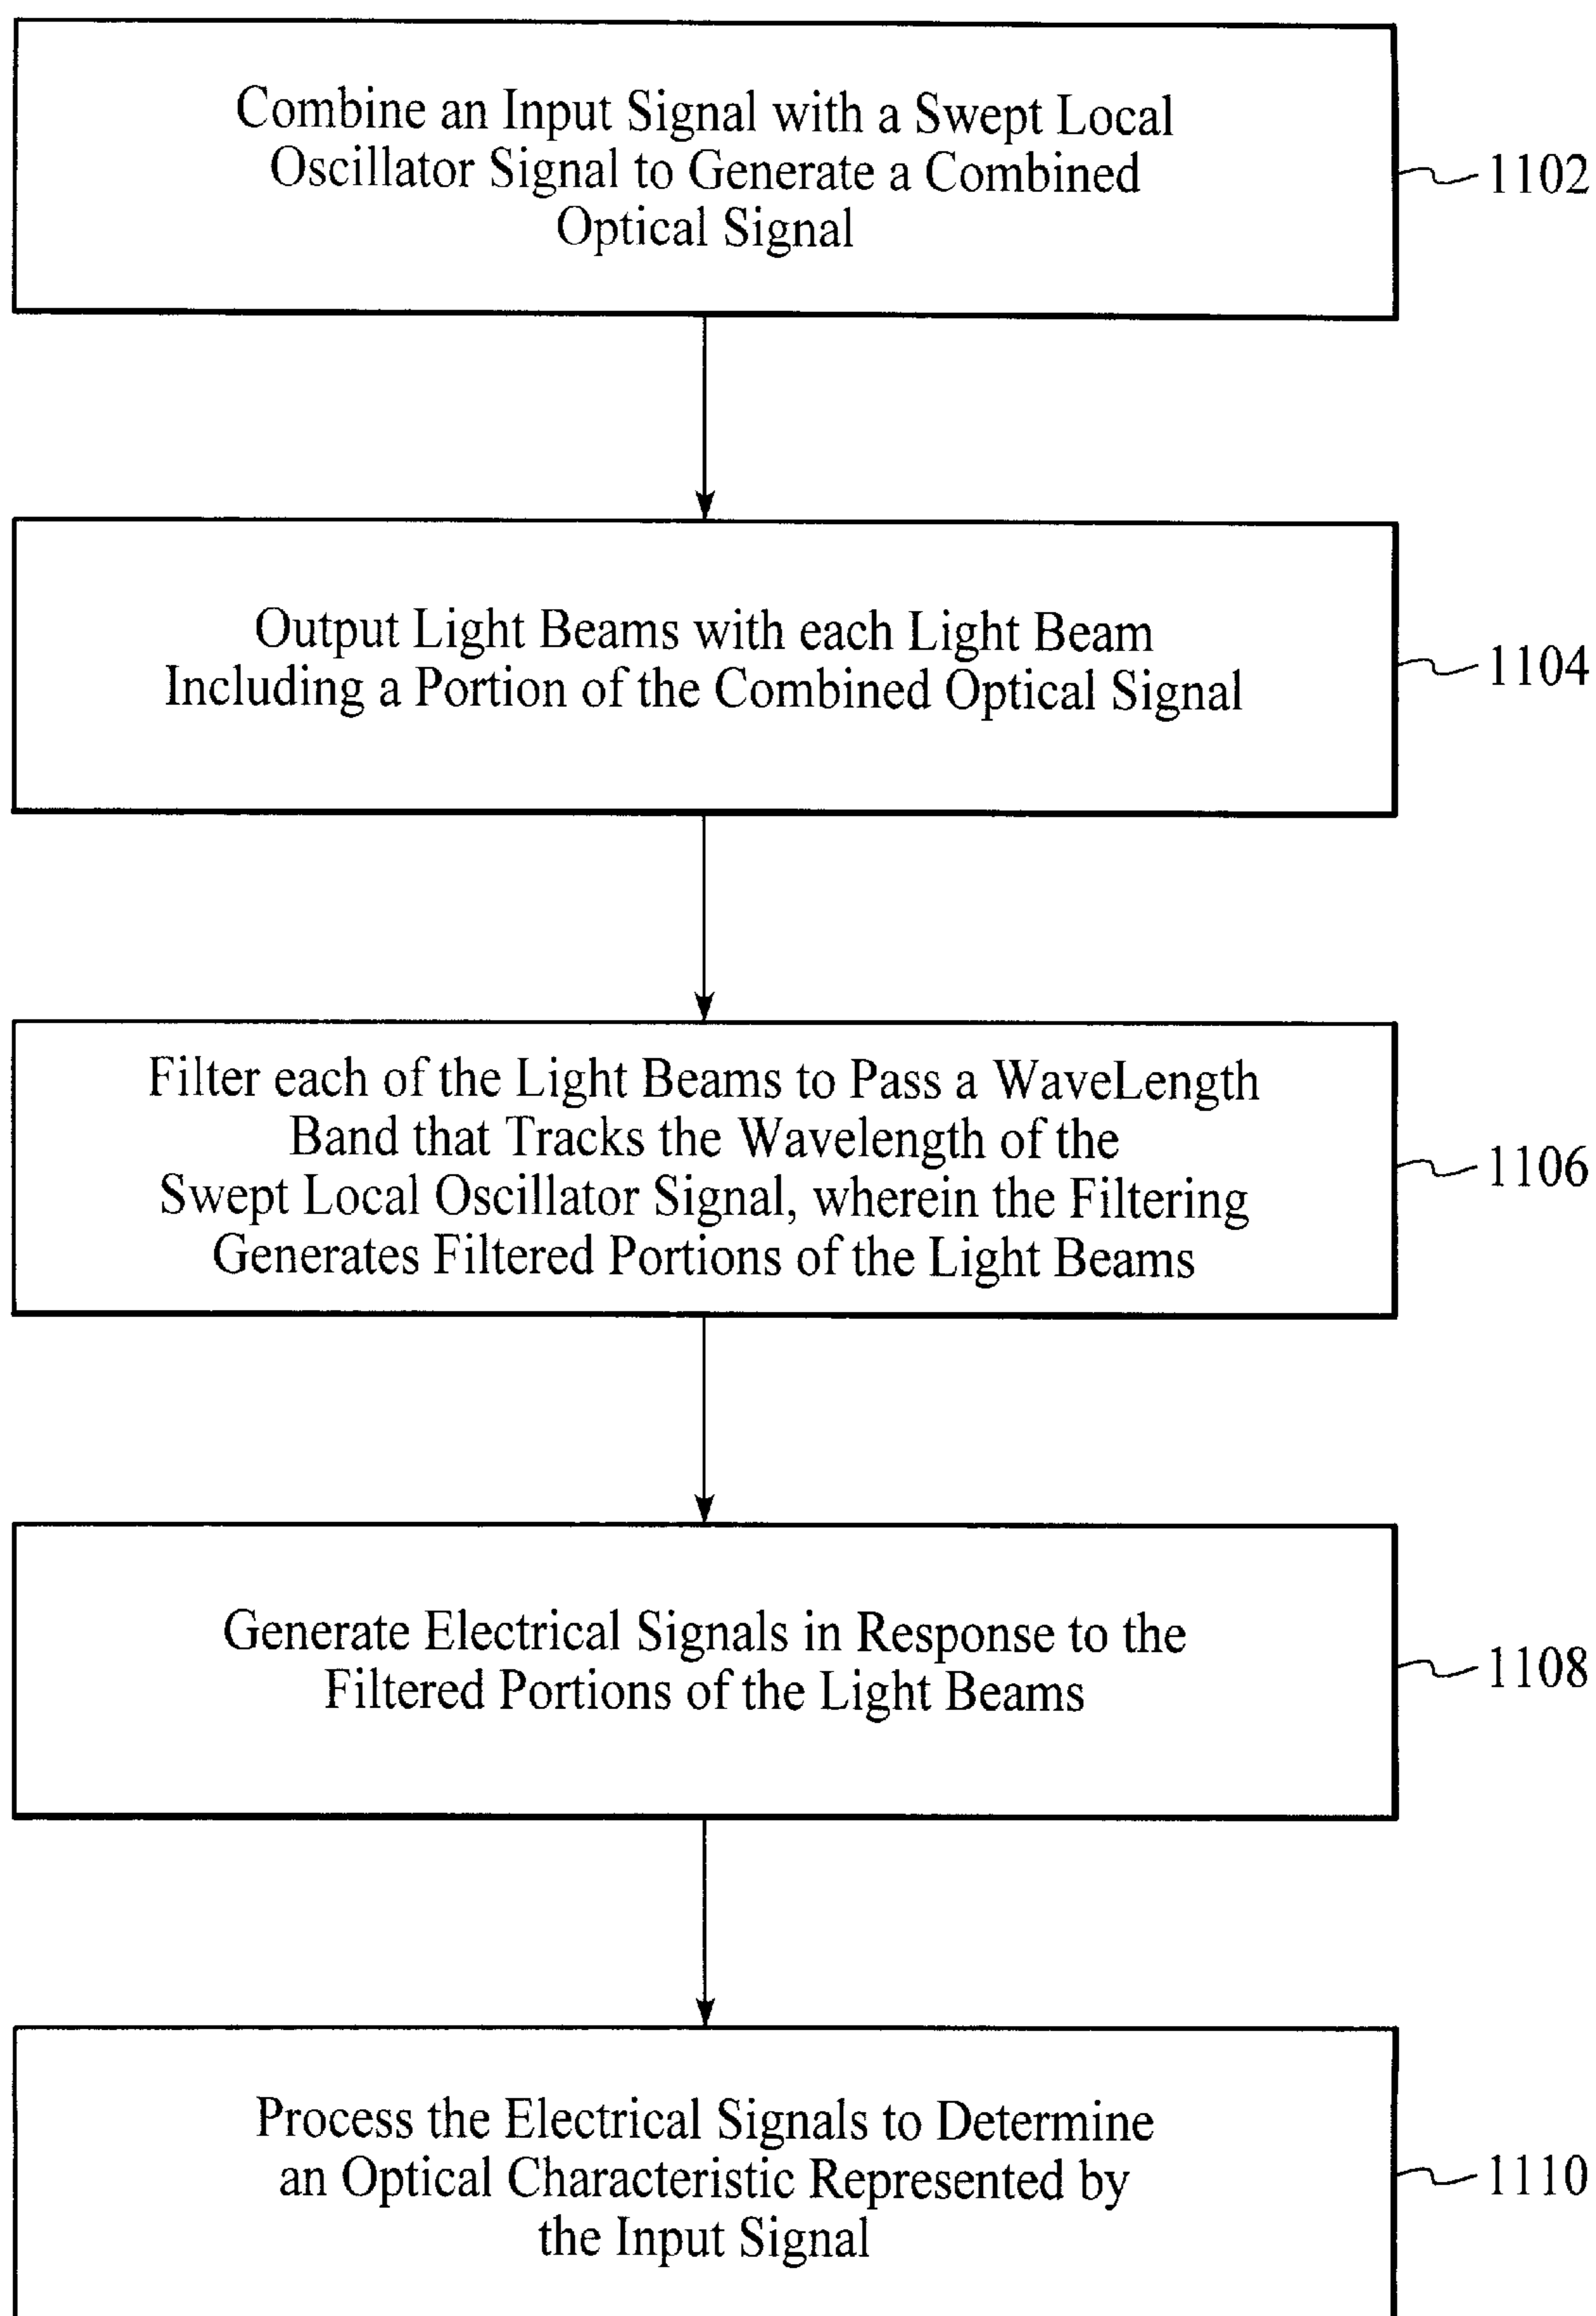 Combine an Input Signal with a Swept Local
Oscillator Signal to Generate a Combined
Optical Signal
1102
Output Light Beams with each Light Beam
Including a Portion of the Combined Optical Signal
1104
Filter each of the Light Beams to Pass a WaveLength
Band that Tracks the Wavelength of the
Swept Local Oscillator Signal, wherein the Filtering
Generates Filtered Portions of the Light Beams
1106
Generate Electrical Signals in Response to the
Filtered Portions of the Light Beams
1108
Process the Electrical Signals to Determine
an Optical Characteristic Represented by
the Input Signal
1110